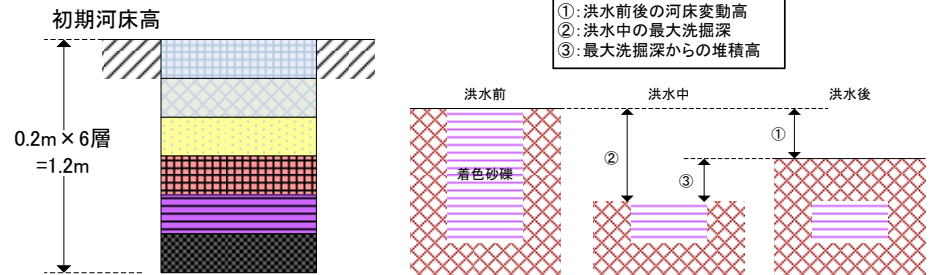 初期河床高
0.2m×6層
=1.2m
①:洪水前後の河床変動高
②:洪水中の最大洗掘深
③:最大洗掘深からの堆積高
洪水前
洪水中
洪水後
着色砂礫
②
③
①